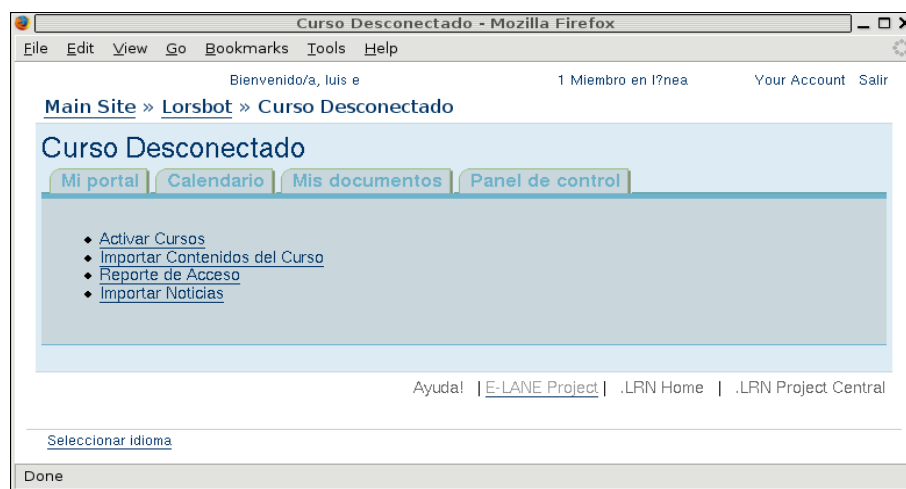 Curso Desconectado - Mozilla Firefox
File Edit View Go Bookmarks Tools Help
Bienvenido/a, luis e 1 Miembro en l?nea Your Account Salir
Main Site » Lorsbot » Curso Desconectado
Curso Desconectado
Mi portal Calendario Mis documentos Panel de control
Activar Cursos
Importar Contenidos del Curso
Reporte de Acceso
Importar Noticias
Ayuda! | E-LANE Project | .LRN Home | .LRN Project Central
Seleccionar idioma
Done